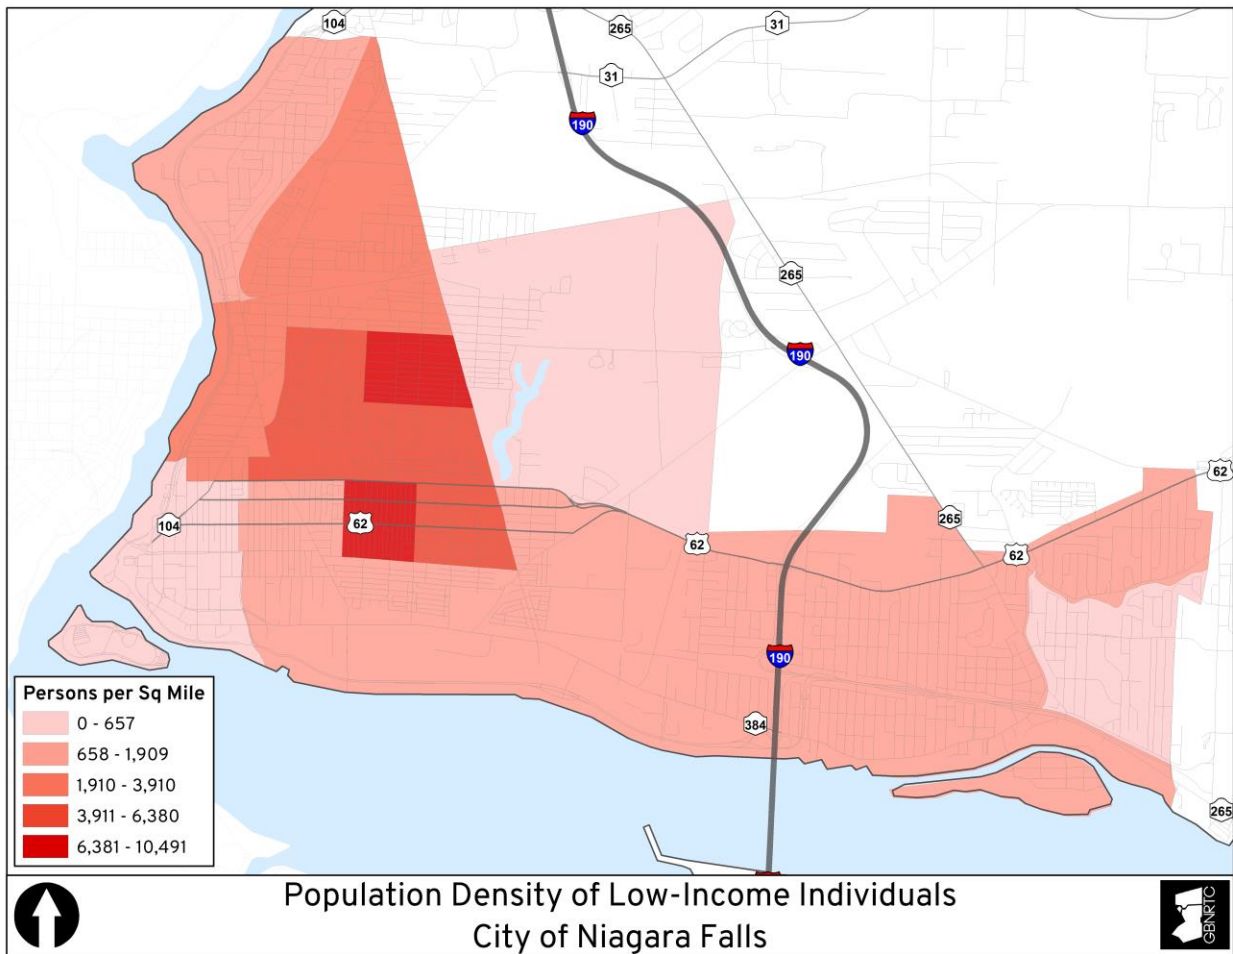 104
265
31
31
190
265
190
62
104
62
265
62
62
190
384
265
Persons per Sq Mile
0 - 657
658 - 1,909
1,910 - 3,910
3,911 - 6,380
6,381 - 10,491
Population Density of Low-Income Individuals
City of Niagara Falls
GBNRTC